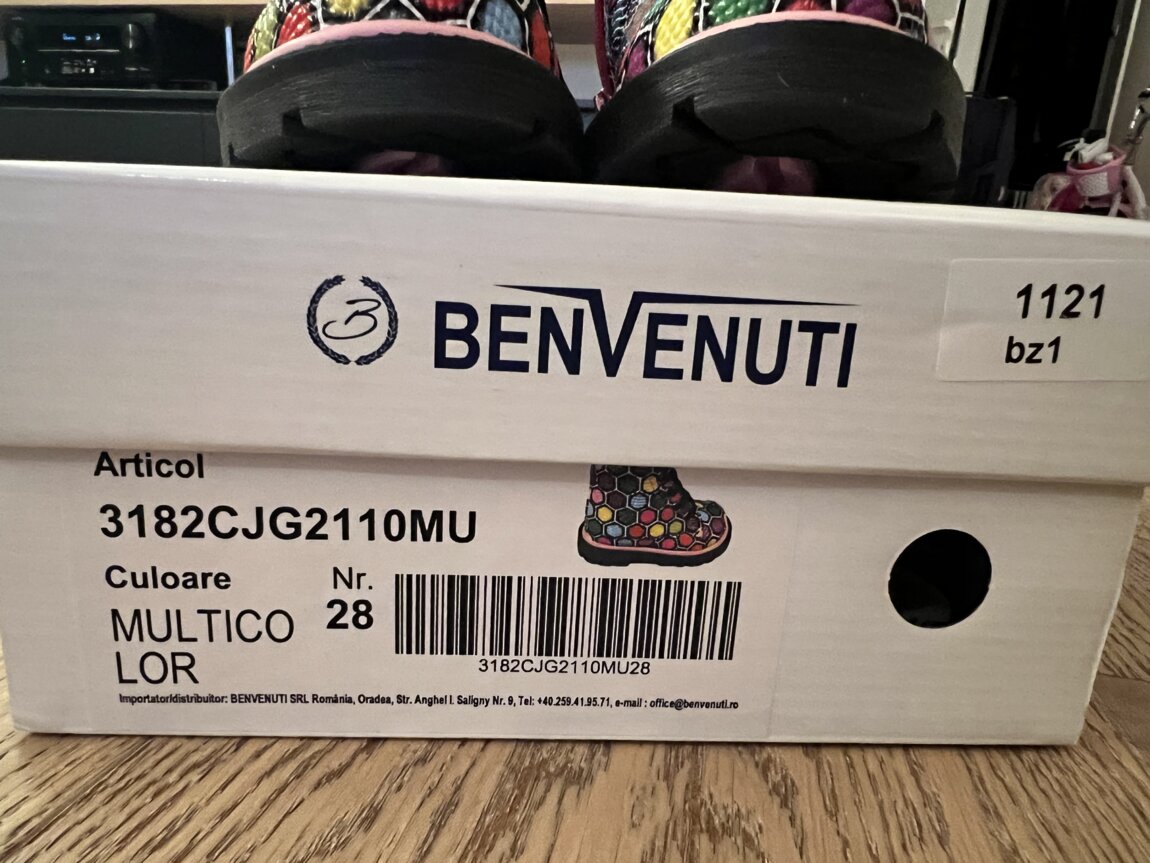 B
BENVENUTI
1121
bz1
Articol
3182CJG2110MU
Culoare
Nr.
MULTICO
LOR
28
3182CJG2110MU28
Importator/distribuitor: BENVENUTI SRL România, Oradea, Str. Anghel I. Saligny Nr. 9, Tel: +40.259.41.95.71, e-mail : office@benvenuti.ro